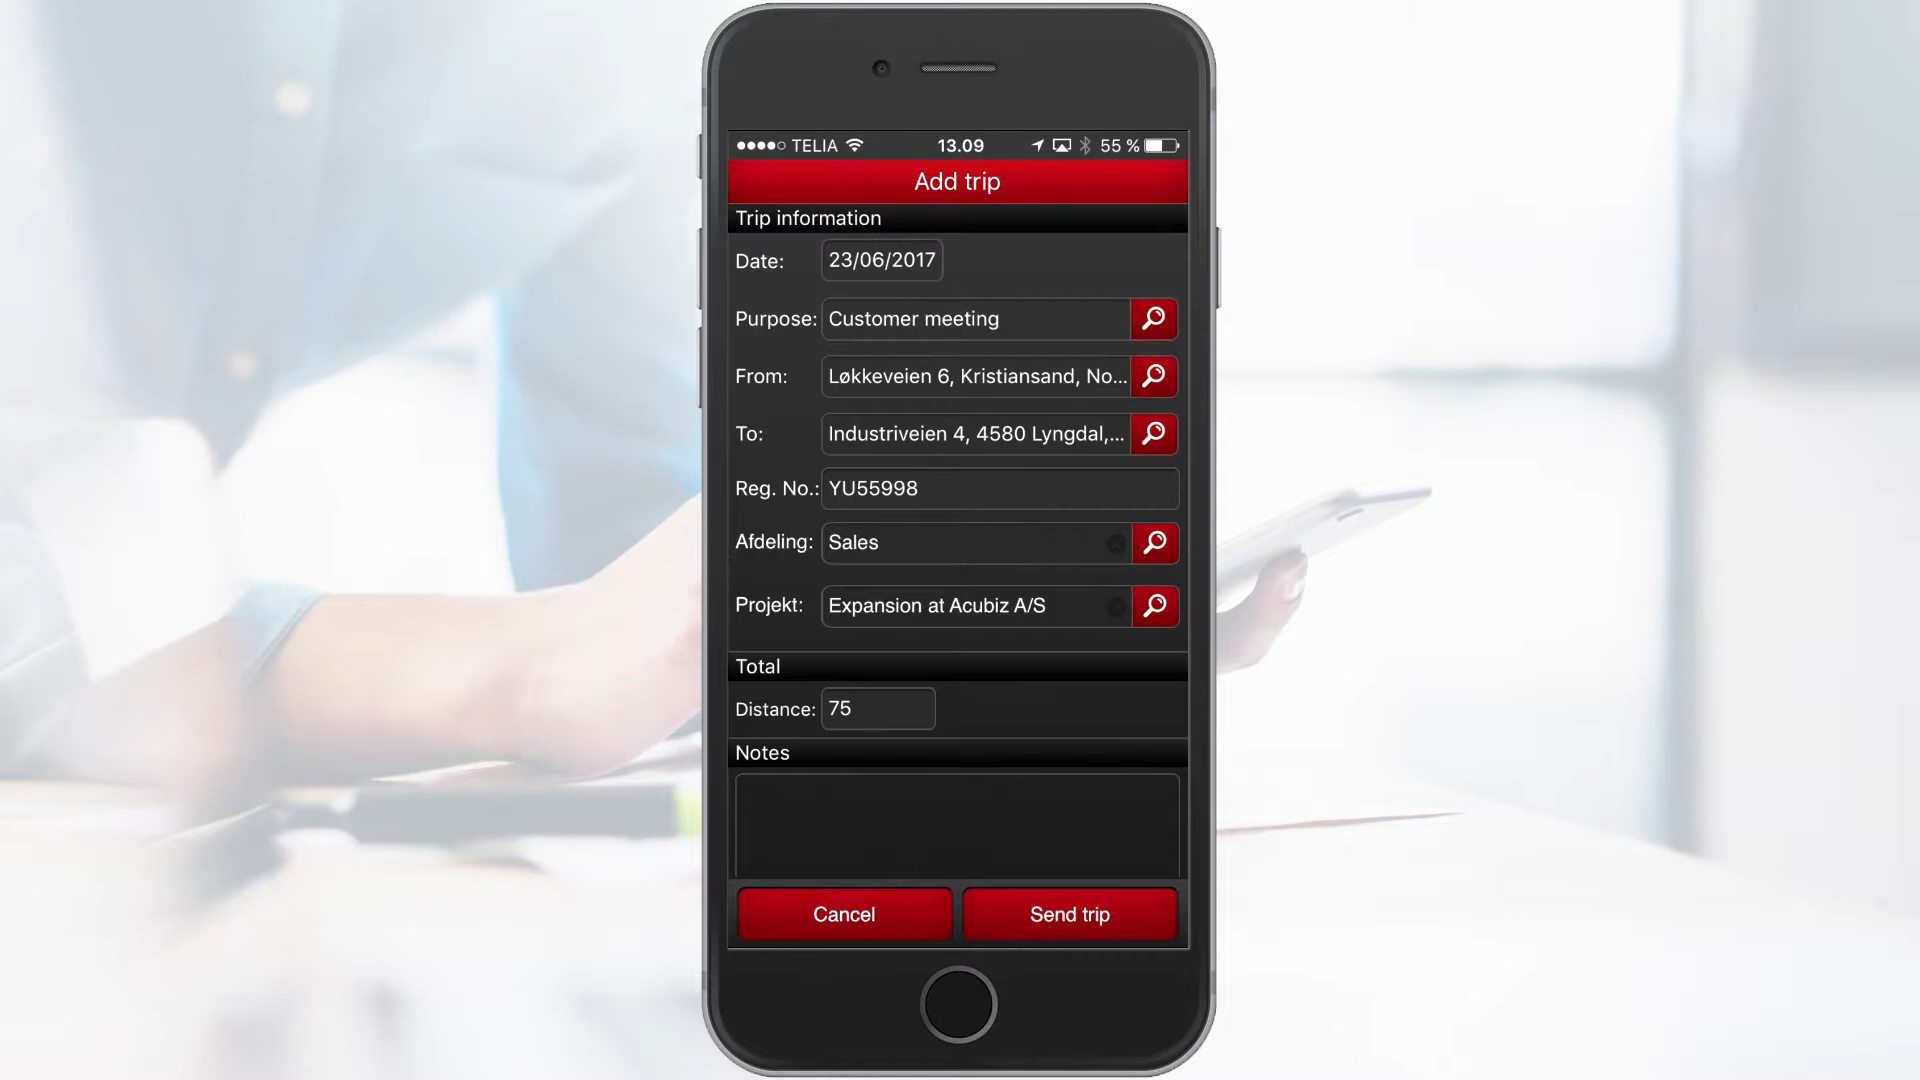 TELIA 13.09 55 %
Add trip
Trip information
Date: 23/06/2017
Purpose: Customer meeting
From: Løkkeveien 6, Kristiansand, No...
To: Industriveien 4, 4580 Lyngdal,...
Reg. No.: YU55998
Afdeling: Sales
Projekt: Expansion at Acubiz A/S
Total
Distance: 75
Notes
Cancel Send trip